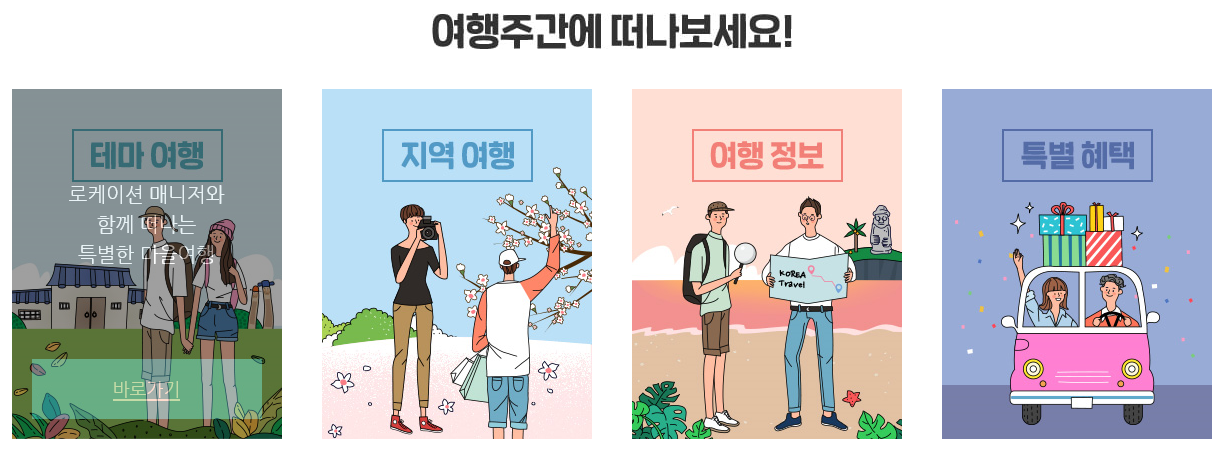 여행주간에 떠나보세요!
테마 여행
로케이션 매니저와
함께 떠나는
특별한 마을여행
바로가기
지역 여행
여행 정보
KOREA
Travel
특별 혜택